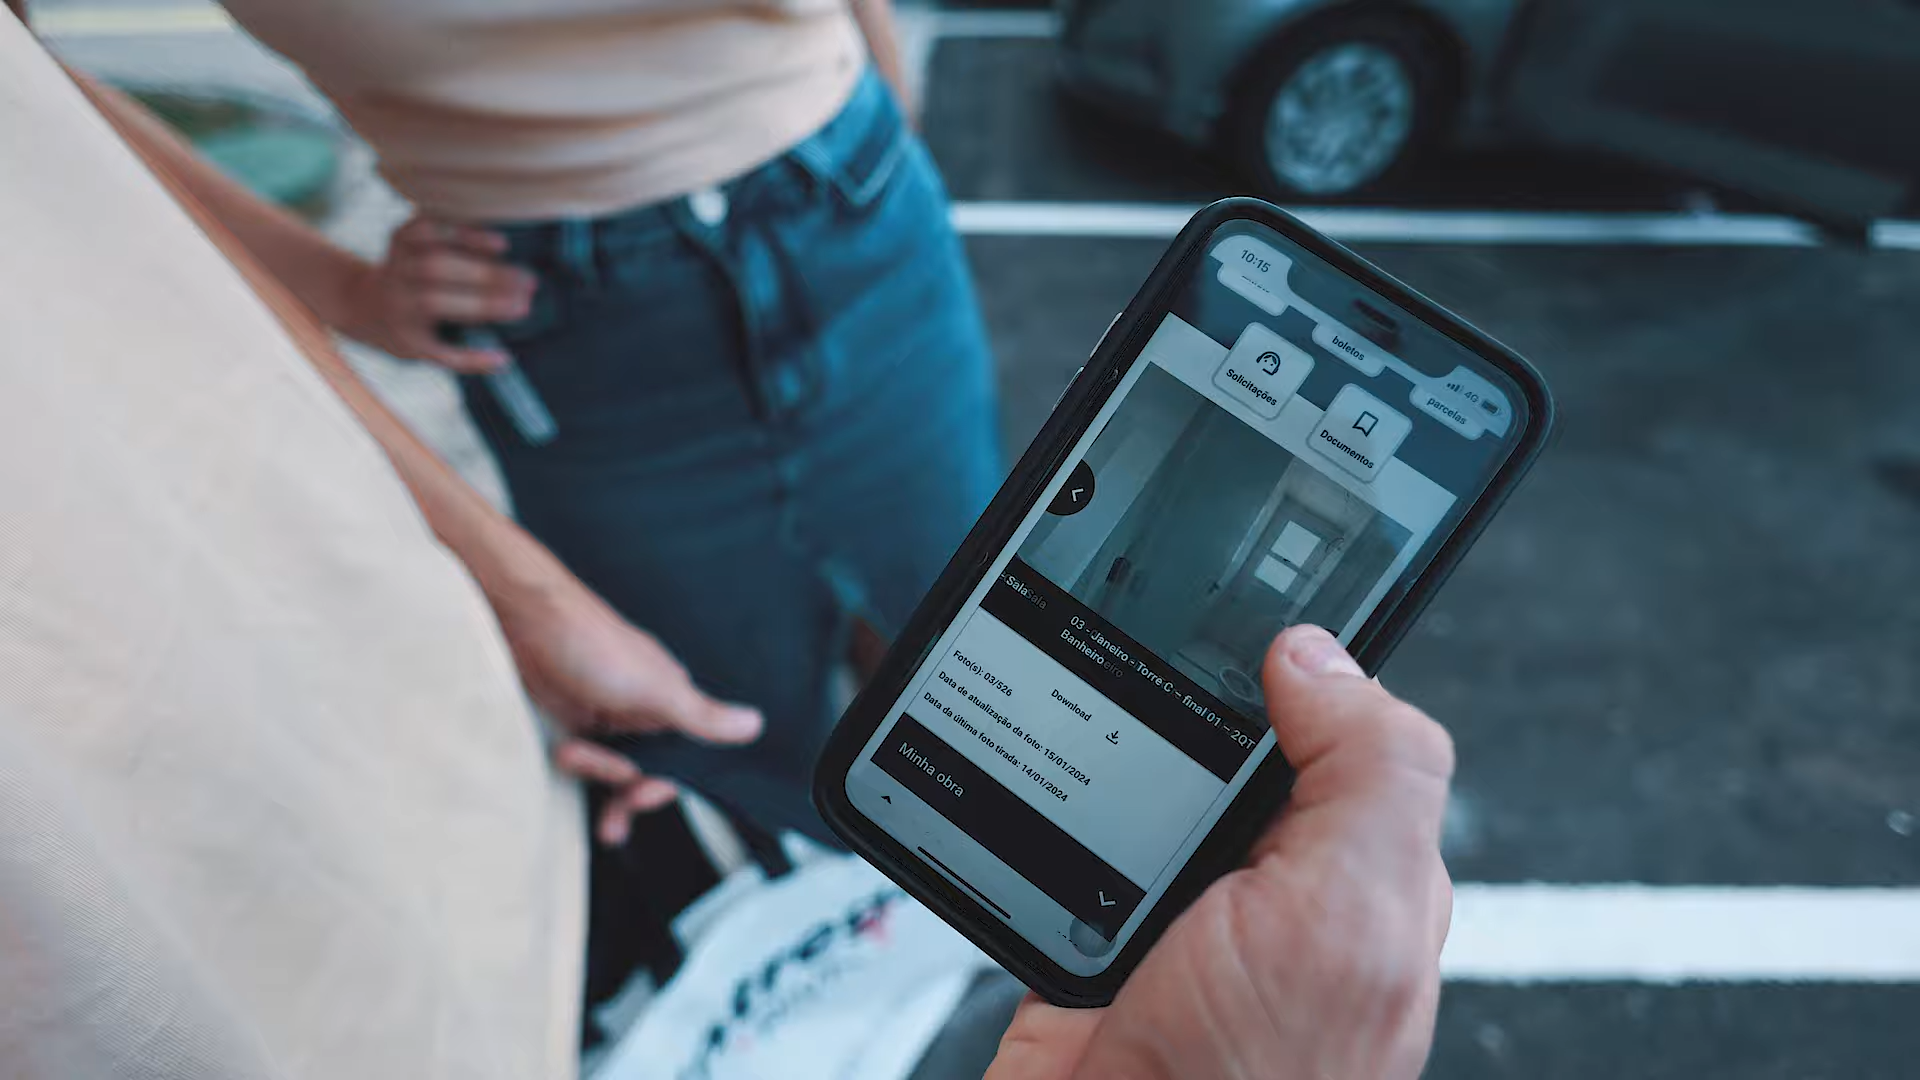 10:15
4G
boletos
parcelas
Solicitações
Documentos
- Sala
03 - Janeiro - Torre C – final 01 – 2QT
Banheiro
Foto(s): 03/526
Download
Data de atualização da foto: 15/01/2024
Data da última foto tirada: 14/01/2024
Minha obra